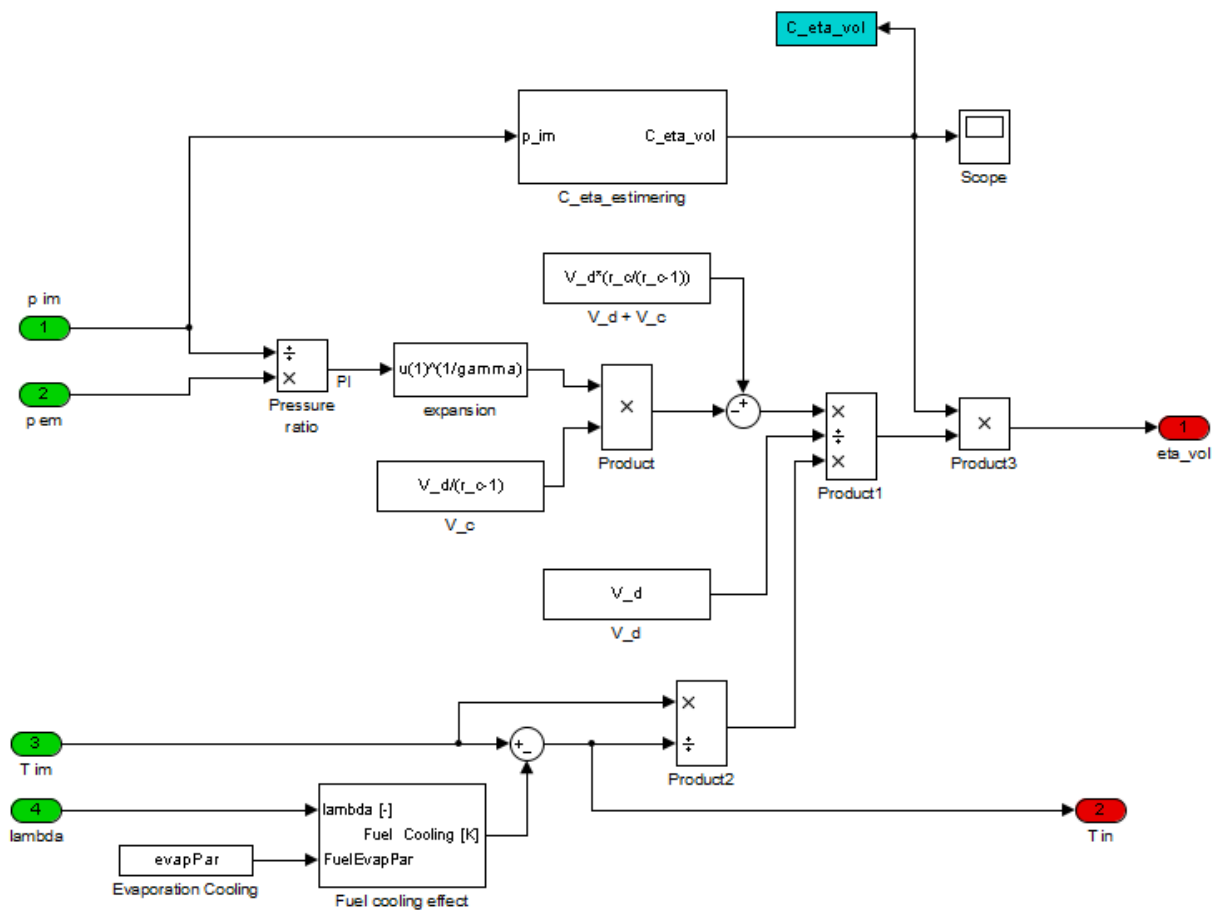 C_eta_vol
p_im
C_eta_vol
C_eta_estimering
Scope
V_d*(r_c/(r_c-1))
V_d + V_c
p im
1
÷
×
PI
Pressure
ratio
2
p em
u(1)^(1/gamma)
expansion
×
Product
V_d/(r_c-1)
V_c
− +
×
÷
×
Product1
×
Product3
1
eta_vol
V_d
V_d
×
÷
Product2
3
T im
+ −
4
lambda
lambda [-]
Fuel Cooling [K]
FuelEvapPar
Fuel cooling effect
evapPar
Evaporation Cooling
2
T in